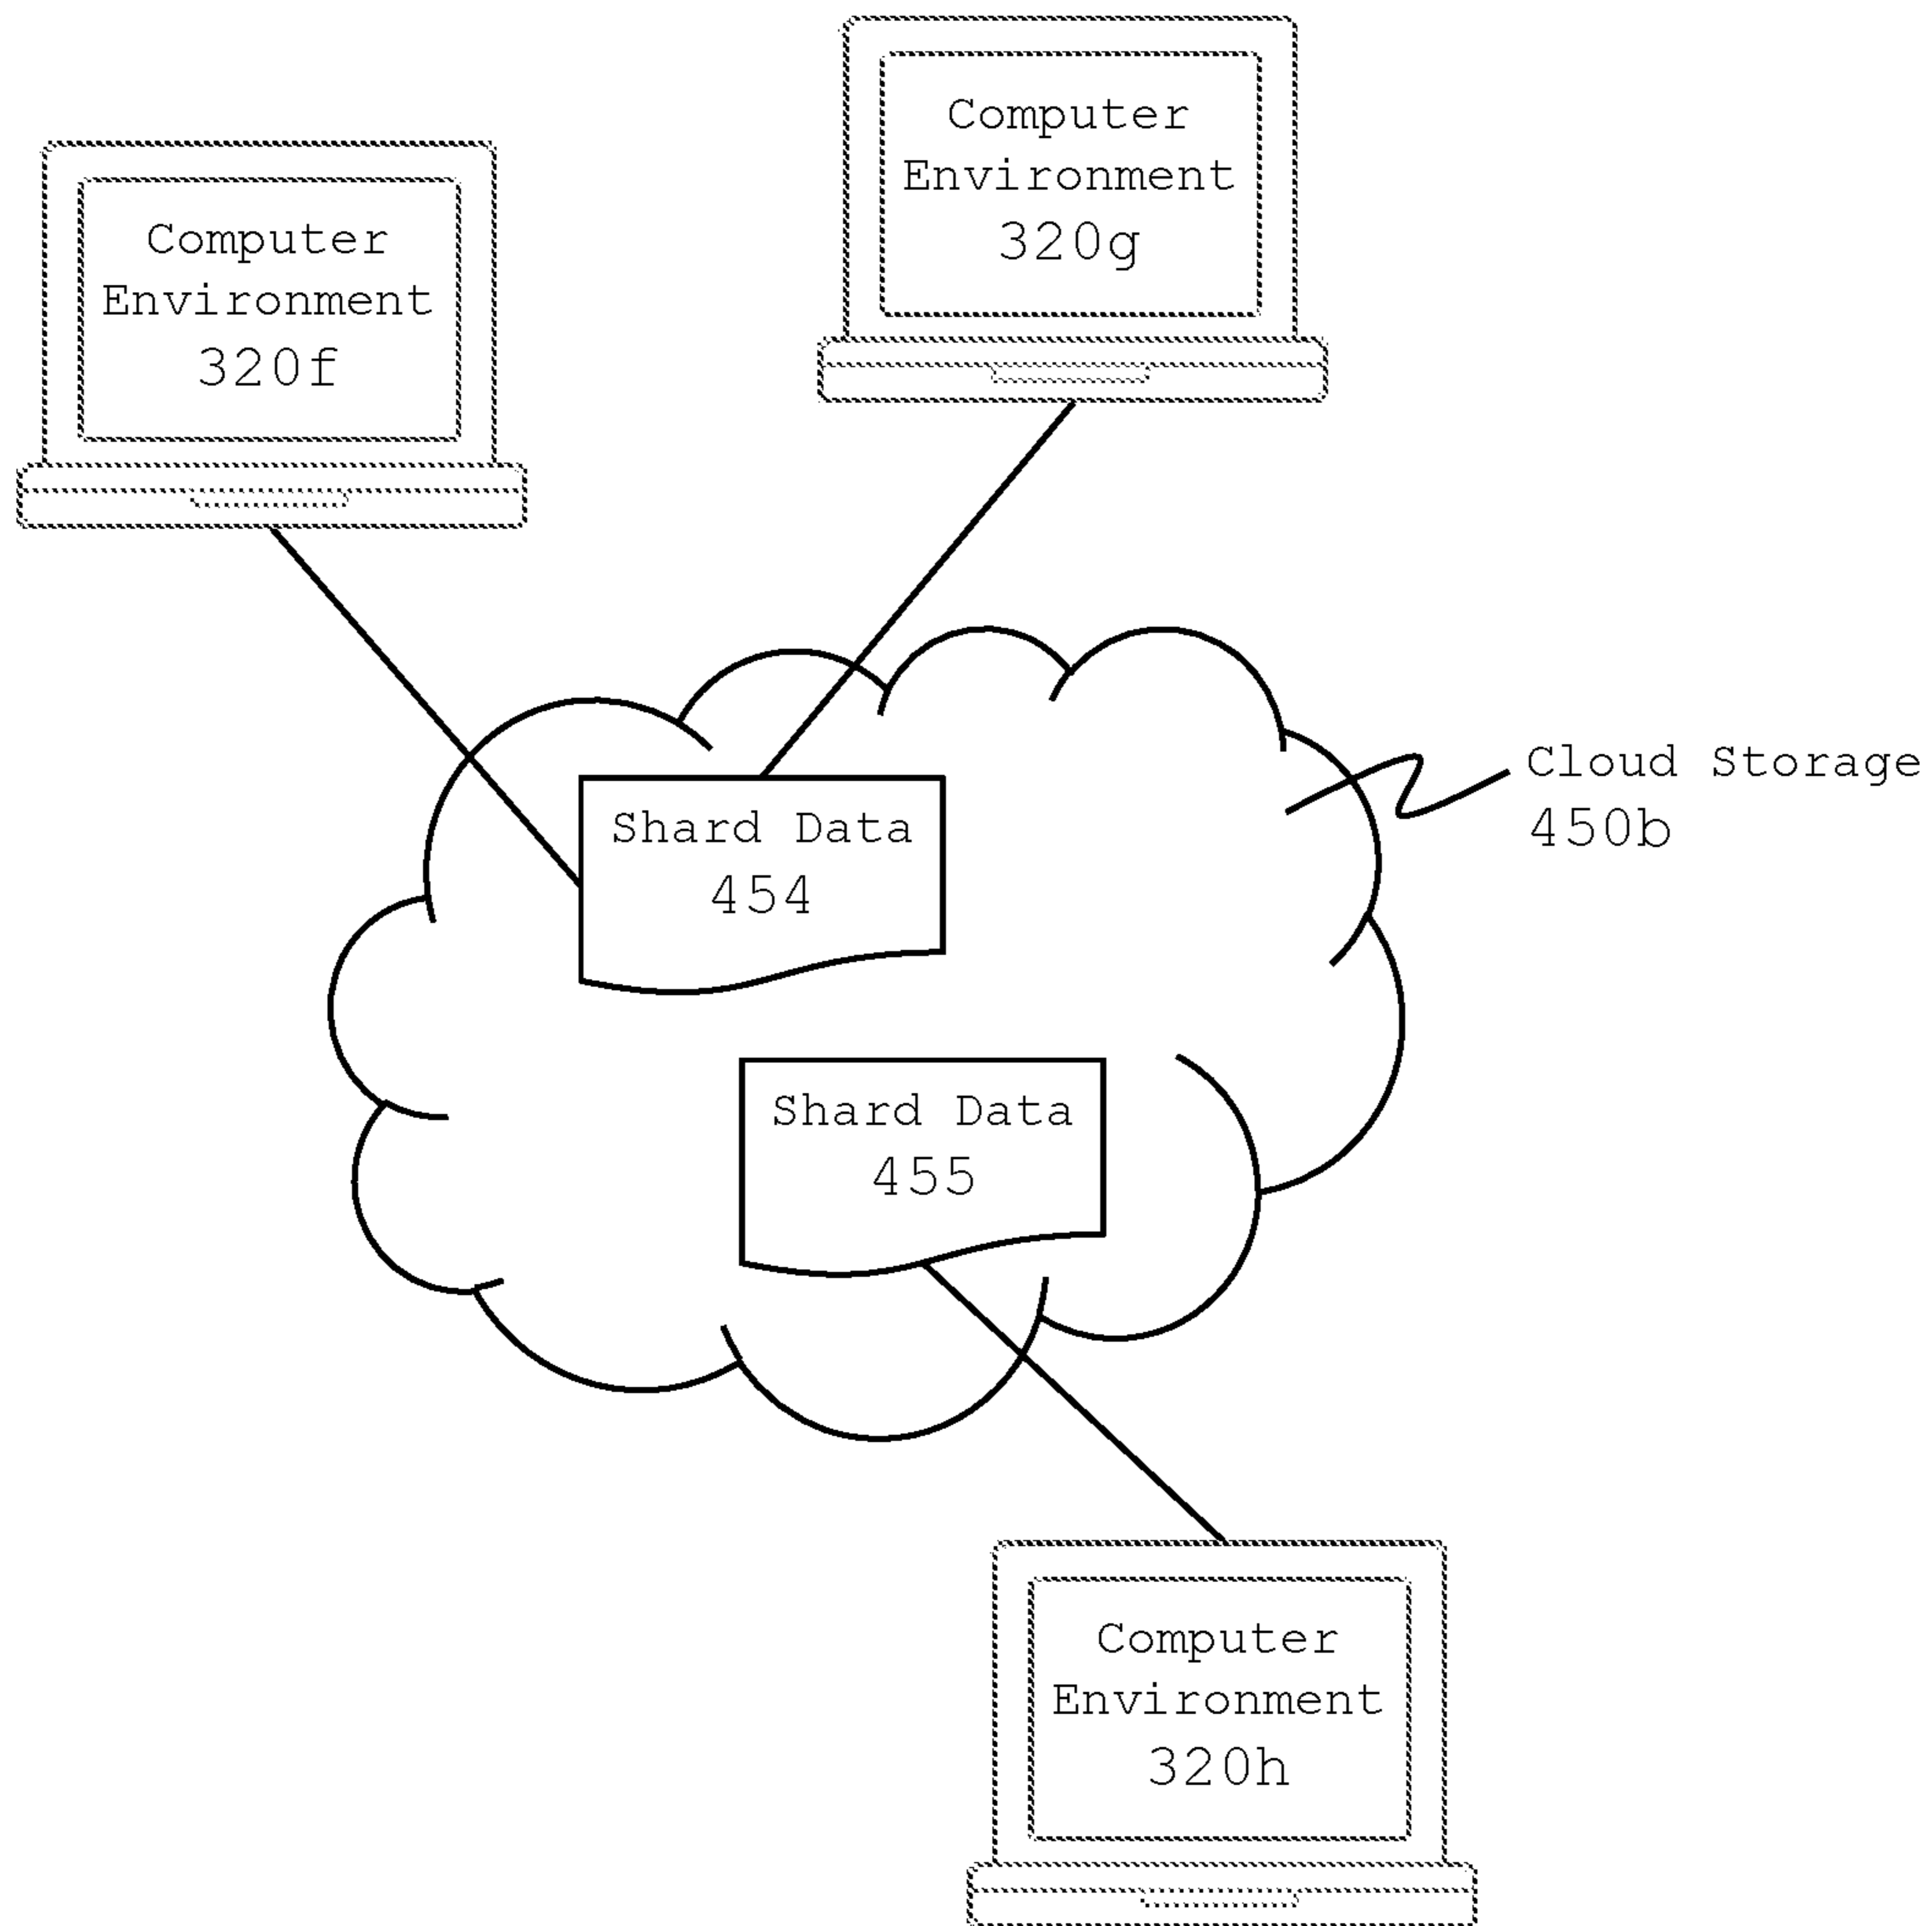 Computer
Environment
320g
Computer
Environment
320f
Cloud Storage
450b
Shard Data
454
Shard Data
455
Computer
Environment
320h